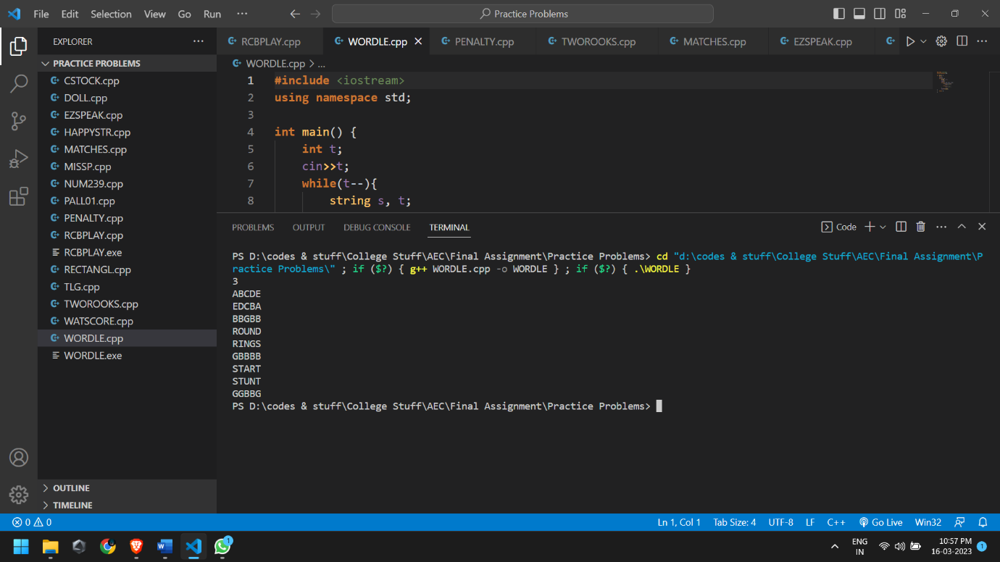 File Edit Selection View Go Run ··· Practice Problems
EXPLORER ···
PRACTICE PROBLEMS
CSTOCK.cpp
DOLL.cpp
EZSPEAK.cpp
HAPPYSTR.cpp
MATCHES.cpp
MISSP.cpp
NUM239.cpp
PALL01.cpp
PENALTY.cpp
RCBPLAY.cpp
RCBPLAY.exe
RECTANGL.cpp
TLG.cpp
TWOROOKS.cpp
WATSCORE.cpp
WORDLE.cpp
WORDLE.exe
OUTLINE
TIMELINE
RCBPLAY.cpp WORDLE.cpp PENALTY.cpp TWOROOKS.cpp MATCHES.cpp EZSPEAK.cpp
WORDLE.cpp > ...
1 #include <iostream>
2 using namespace std;
3
4 int main() {
5 int t;
6 cin>>t;
7 while(t--){
8 string s, t;
PROBLEMS OUTPUT DEBUG CONSOLE TERMINAL Code
PS D:\codes & stuff\College Stuff\AEC\Final Assignment\Practice Problems> cd "d:\codes & stuff\College Stuff\AEC\Final Assignment\P
ractice Problems\" ; if ($?) { g++ WORDLE.cpp -o WORDLE } ; if ($?) { .\WORDLE }
3
ABCDE
EDCBA
BBGBB
ROUND
RINGS
GBBBB
START
STUNT
GGBBG
PS D:\codes & stuff\College Stuff\AEC\Final Assignment\Practice Problems>
0 0 Ln 1, Col 1 Tab Size: 4 UTF-8 LF C++ Go Live Win32
W 1 ENG 10:57 PM
IN 16-03-2023 1